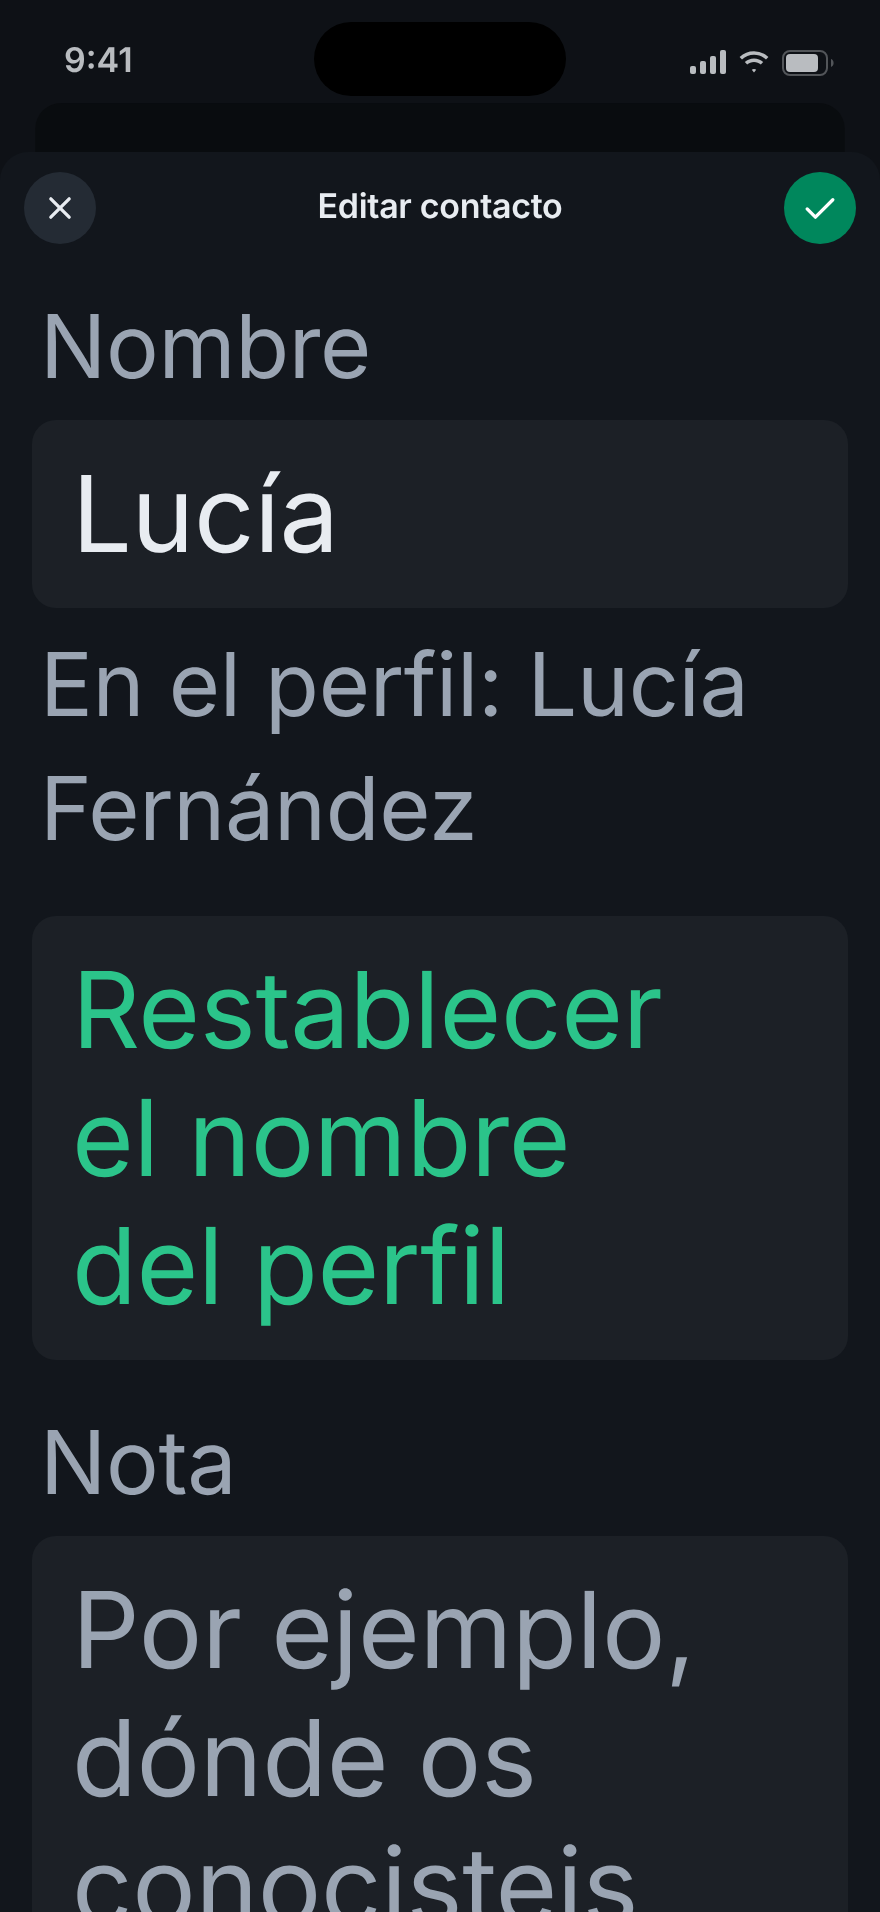 9:41
Editar contacto
Nombre
Lucía
En el perfil: Lucía
Fernández
Restablecer
el nombre
del perfil
Nota
Por ejemplo,
dónde os
conocisteis